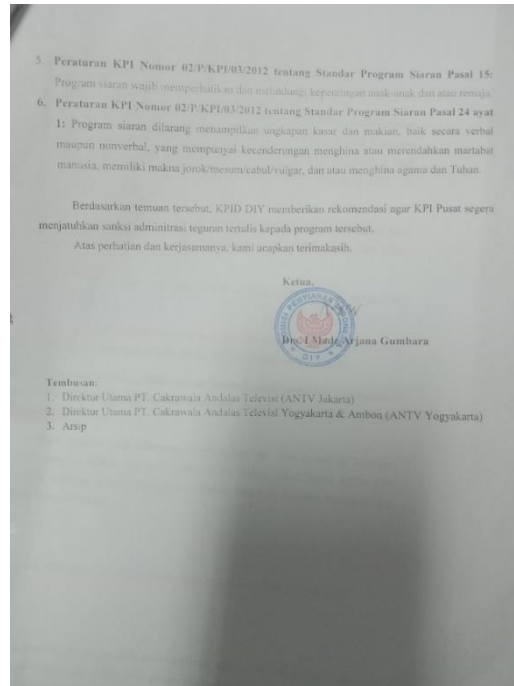 5. Peraturan KPI Nomor 02/P/KPI/03/2012 tentang Standar Program Siaran Pasal 15:
Program siaran wajib memperhatikan dan melindungi kepentingan anak-anak dan atau remaja.
6. Peraturan KPI Nomor 02/P/KPI/03/2012 tentang Standar Program Siaran Pasal 24 ayat
1: Program siaran dilarang menampilkan ungkapan kasar dan makian, baik secara verbal
maupun nonverbal, yang mempunyai kecenderungan menghina atau merendahkan martabat
manusia, memiliki makna jorok/mesum/cabul/vulgar, dan atau menghina agama dan Tuhan.
Berdasarkan temuan tersebut, KPID DIY memberikan rekomendasi agar KPI Pusat segera
menjatuhkan sanksi adminitrasi teguran tertulis kepada program tersebut.
Atas perhatian dan kerjasamanya, kami ucapkan terimakasih.
Ketua,
KOMISI PENYIARAN INDONESIA
DIY
Drs. I Made Arjana Gumbara
Tembusan:
1. Direktur Utama PT. Cakrawala Andalas Televisi (ANTV Jakarta)
2. Direktur Utama PT. Cakrawala Andalas Televisi Yogyakarta & Ambon (ANTV Yogyakarta)
3. Arsip